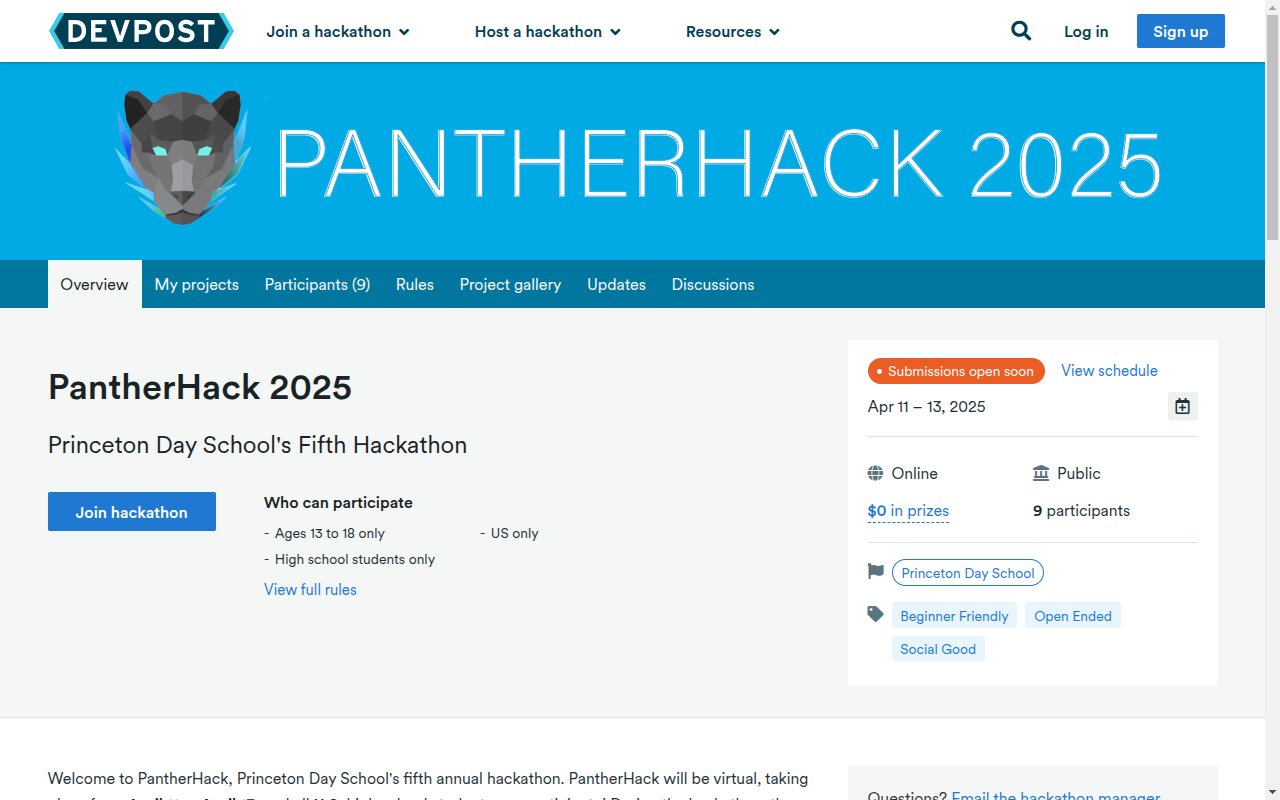 DEVPOST
Join a hackathon
Host a hackathon
Resources
Log in
Sign up
PANTHERHACK 2025
Overview
My projects
Participants (9)
Rules
Project gallery
Updates
Discussions
PantherHack 2025
Princeton Day School's Fifth Hackathon
Join hackathon
Who can participate
- Ages 13 to 18 only
- US only
- High school students only
View full rules
Submissions open soon
View schedule
Apr 11 – 13, 2025
Online
Public
$0 in prizes
9 participants
Princeton Day School
Beginner Friendly
Open Ended
Social Good
Welcome to PantherHack, Princeton Day School's fifth annual hackathon. PantherHack will be virtual, taking
Questions? Email the hackathon manager